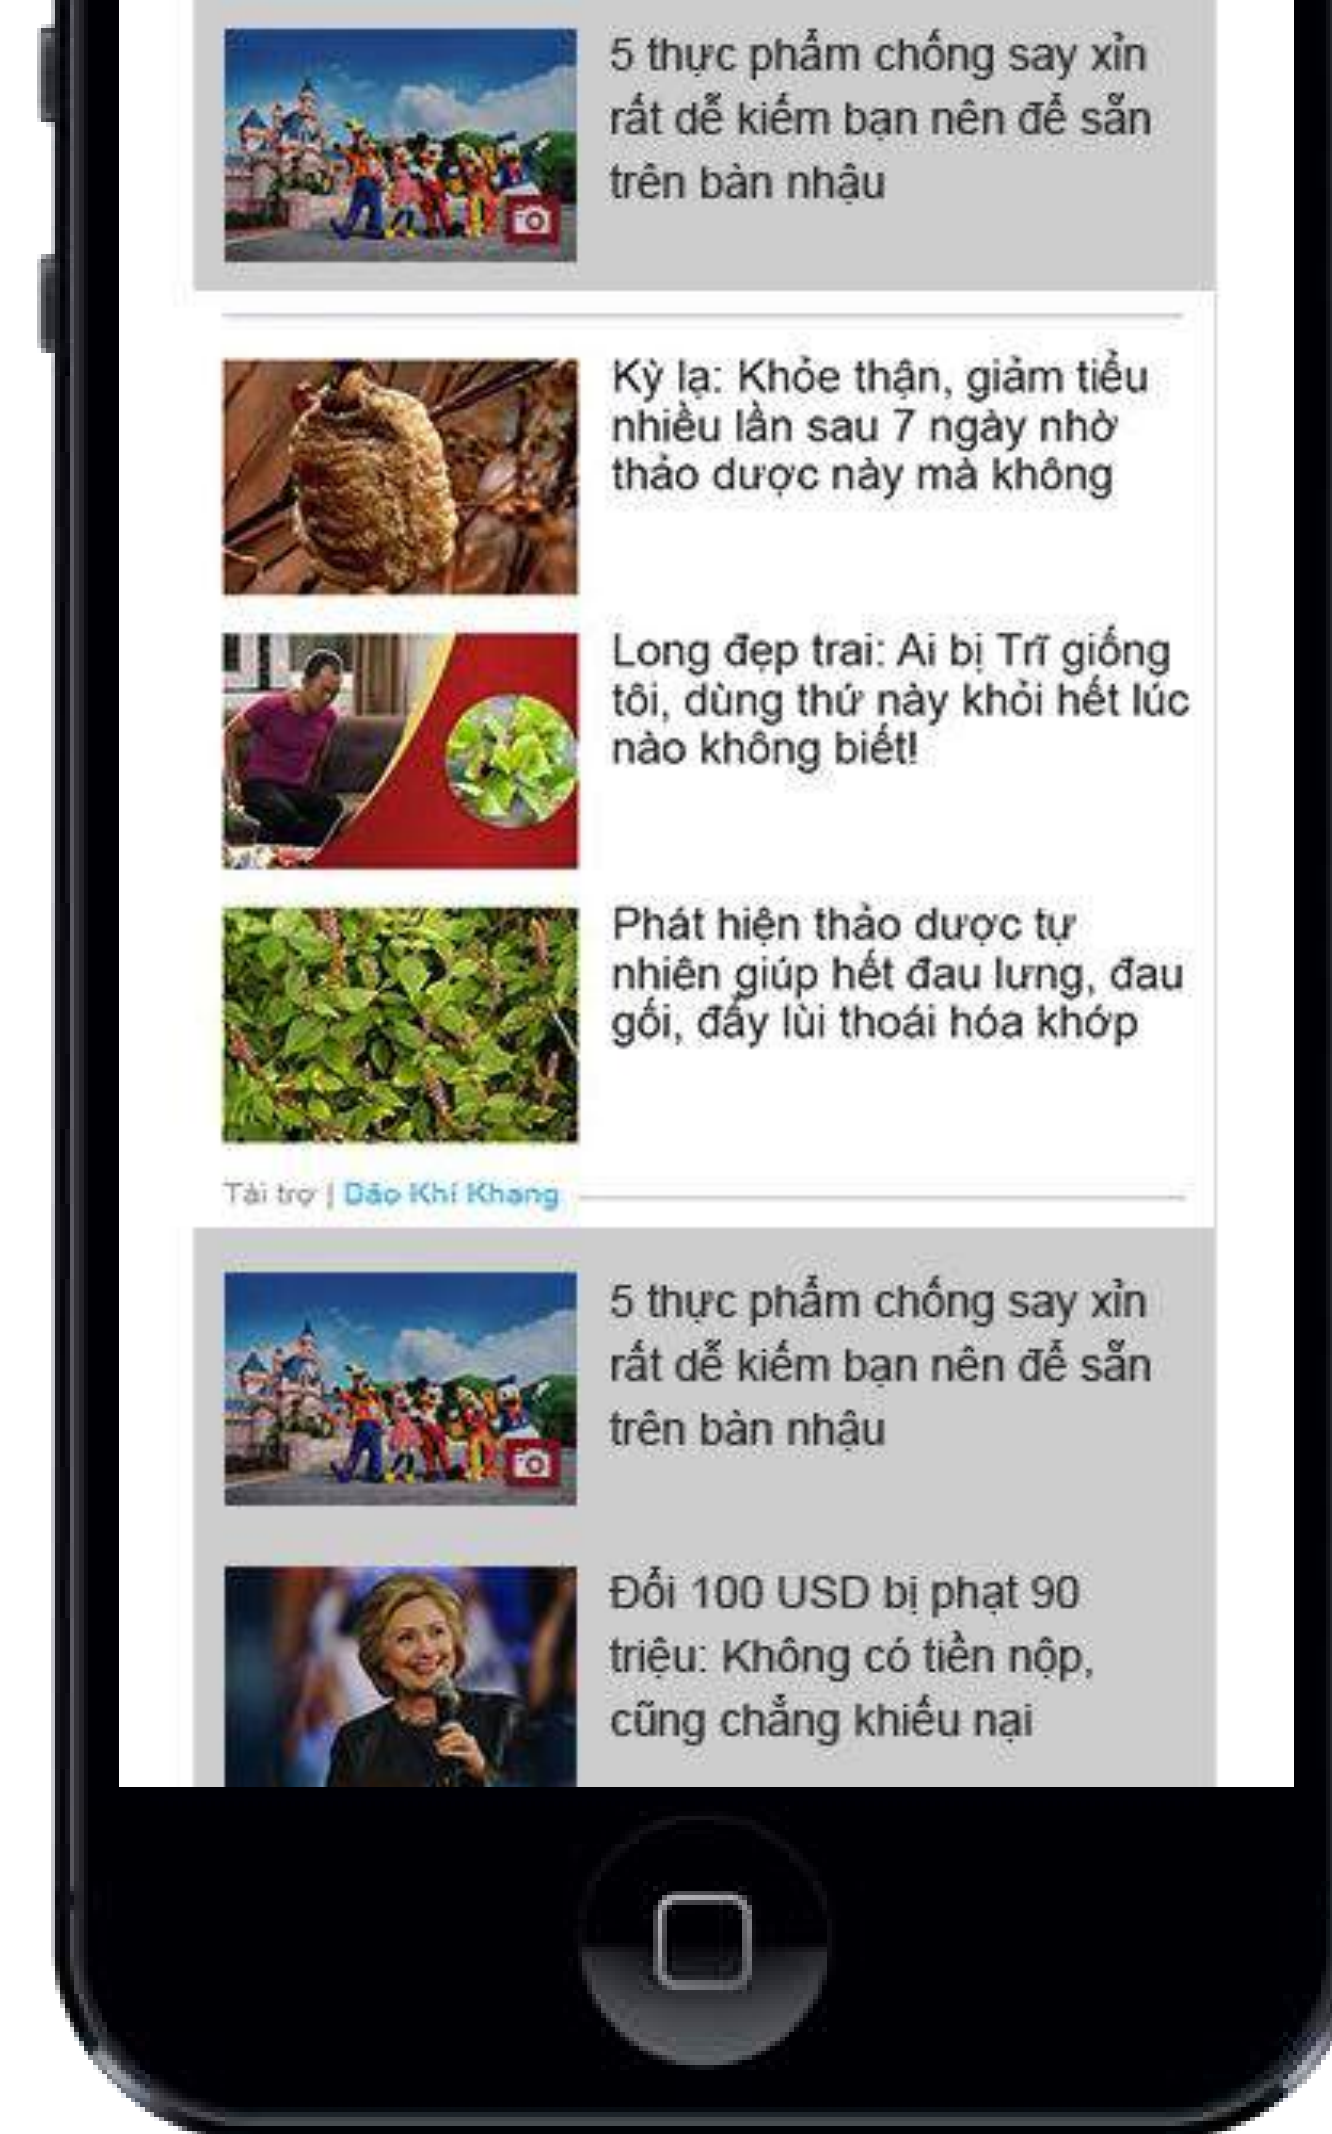 5 thực phẩm chống say xỉn
rất dễ kiếm bạn nên để sẵn
trên bàn nhậu
Kỳ lạ: Khỏe thận, giảm tiểu
nhiều lần sau 7 ngày nhờ
thảo dược này mà không
Long đẹp trai: Ai bị Trĩ giống
tôi, dùng thứ này khỏi hết lúc
nào không biết!
Phát hiện thảo dược tự
nhiên giúp hết đau lưng, đau
gối, đẩy lùi thoái hóa khớp
Tài trợ | Bảo Khí Khang
5 thực phẩm chống say xỉn
rất dễ kiếm bạn nên để sẵn
trên bàn nhậu
Đổi 100 USD bị phạt 90
triệu: Không có tiền nộp,
cũng chẳng khiếu nại